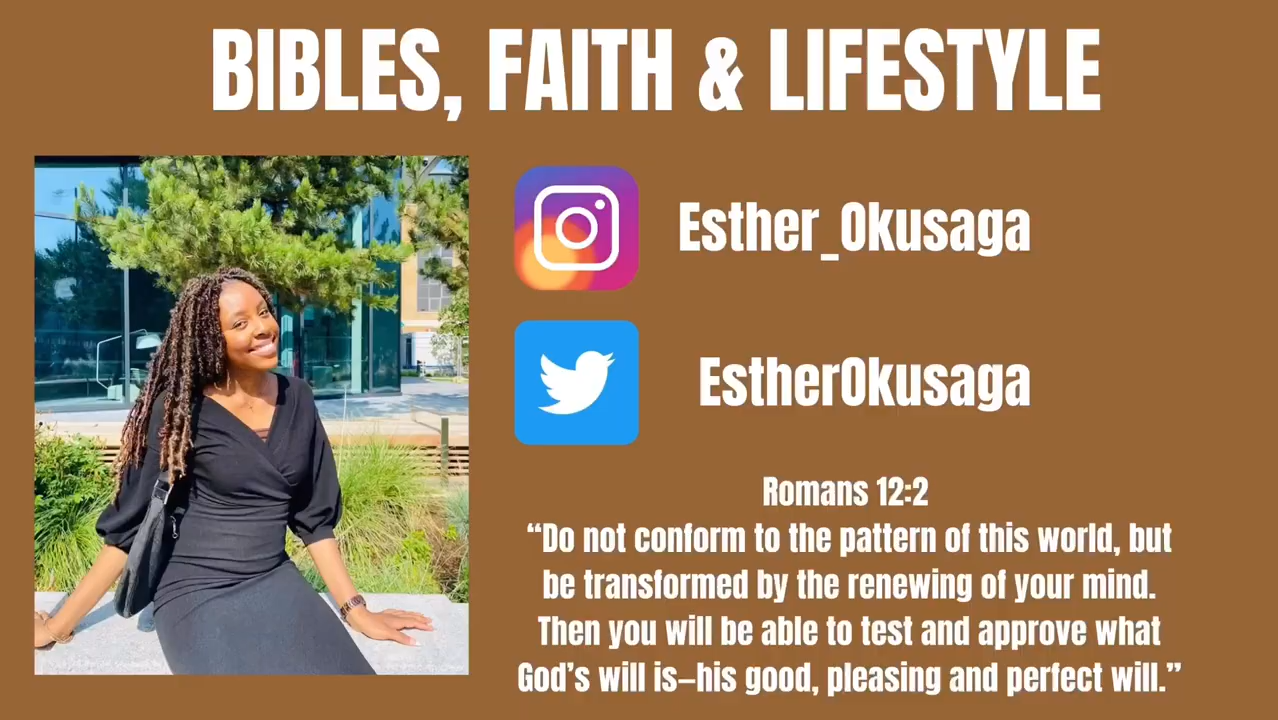 BIBLES, FAITH & LIFESTYLE
Esther_Okusaga
EstherOkusaga
Romans 12:2
“Do not conform to the pattern of this world, but
be transformed by the renewing of your mind.
Then you will be able to test and approve what
God’s will is–his good, pleasing and perfect will.”